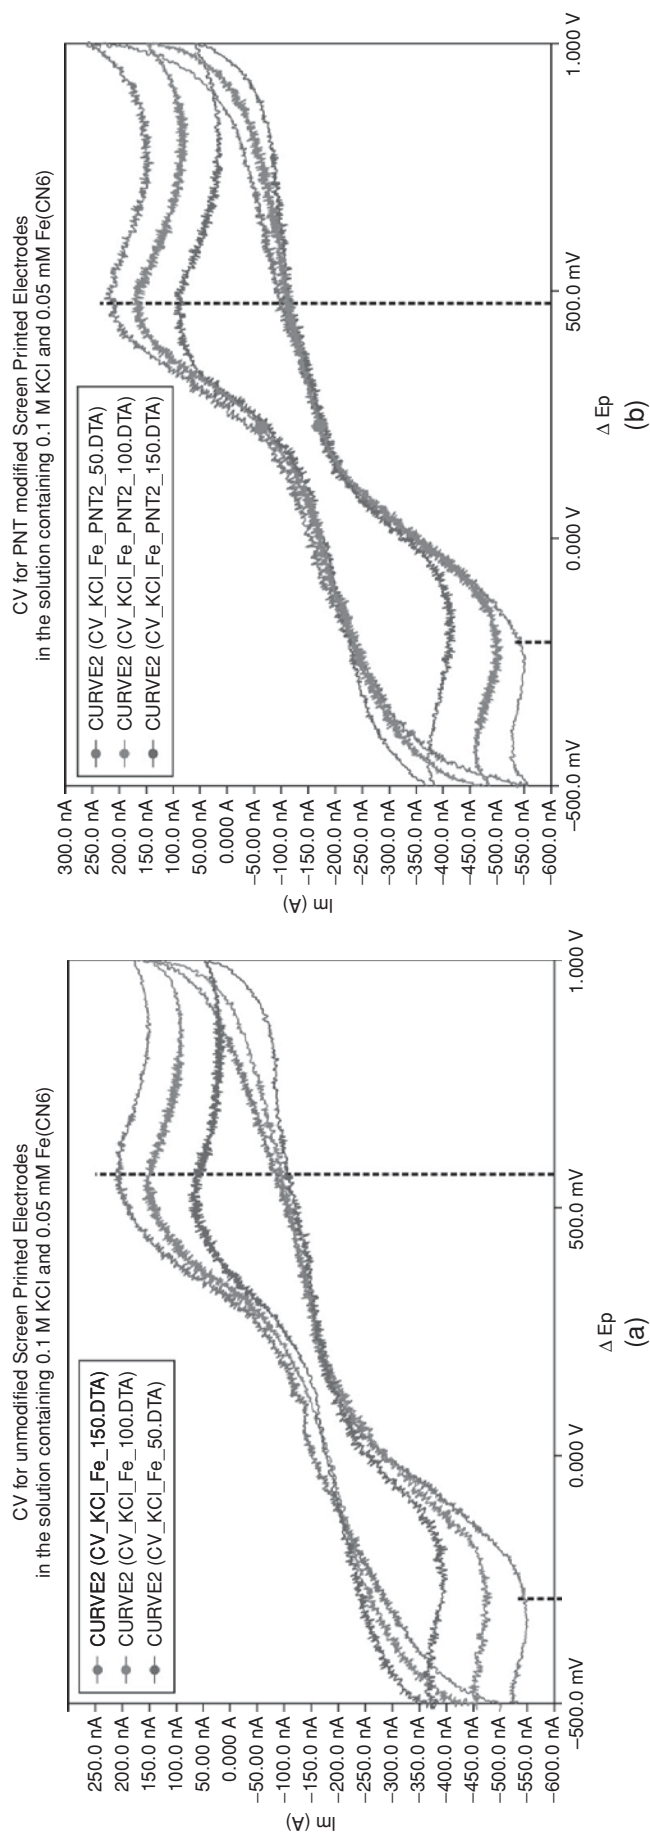 CV for unmodified Screen Printed Electrodes
in the solution containing 0.1 M KCl and 0.05 mM Fe(CN6)
CURVE2 (CV_KCl_Fe_150.DTA)
CURVE2 (CV_KCl_Fe_100.DTA)
CURVE2 (CV_KCl_Fe_50.DTA)
250.0 nA
200.0 nA
150.0 nA
100.0 nA
50.00 nA
0.000 A
−50.00 nA
−100.0 nA
−150.0 nA
−200.0 nA
−250.0 nA
−300.0 nA
−350.0 nA
−400.0 nA
−450.0 nA
−500.0 nA
−550.0 nA
−600.0 nA
Im (A)
−500.0 mV
0.000 V
500.0 mV
1.000 V
Δ Ep
(a)
CV for PNT modified Screen Printed Electrodes
in the solution containing 0.1 M KCl and 0.05 mM Fe(CN6)
CURVE2 (CV_KCl_Fe_PNT2_50.DTA)
CURVE2 (CV_KCl_Fe_PNT2_100.DTA)
CURVE2 (CV_KCl_Fe_PNT2_150.DTA)
300.0 nA
250.0 nA
200.0 nA
150.0 nA
100.0 nA
50.00 nA
0.000 A
−50.00 nA
−100.0 nA
−150.0 nA
−200.0 nA
−250.0 nA
−300.0 nA
−350.0 nA
−400.0 nA
−450.0 nA
−500.0 nA
−550.0 nA
−600.0 nA
Im (A)
−500.0 mV
0.000 V
500.0 mV
1.000 V
Δ Ep
(b)